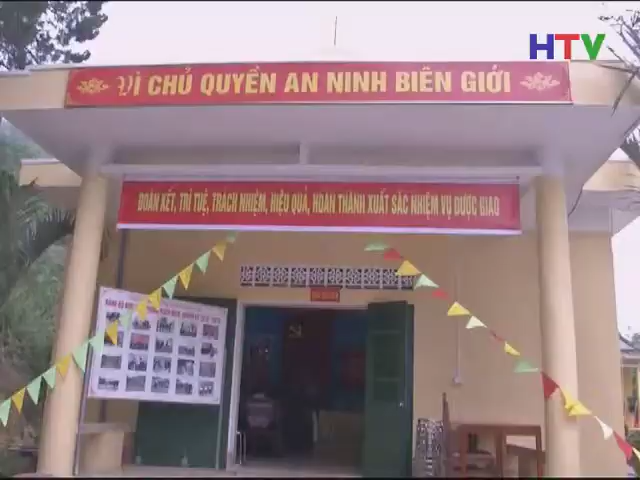 HTV
VÌ CHỦ QUYỀN AN NINH BIÊN GIỚI
ĐOÀN KẾT, TRÍ TUỆ, TRÁCH NHIỆM, HIỆU QUẢ, HOÀN THÀNH XUẤT SẮC NHIỆM VỤ ĐƯỢC GIAO